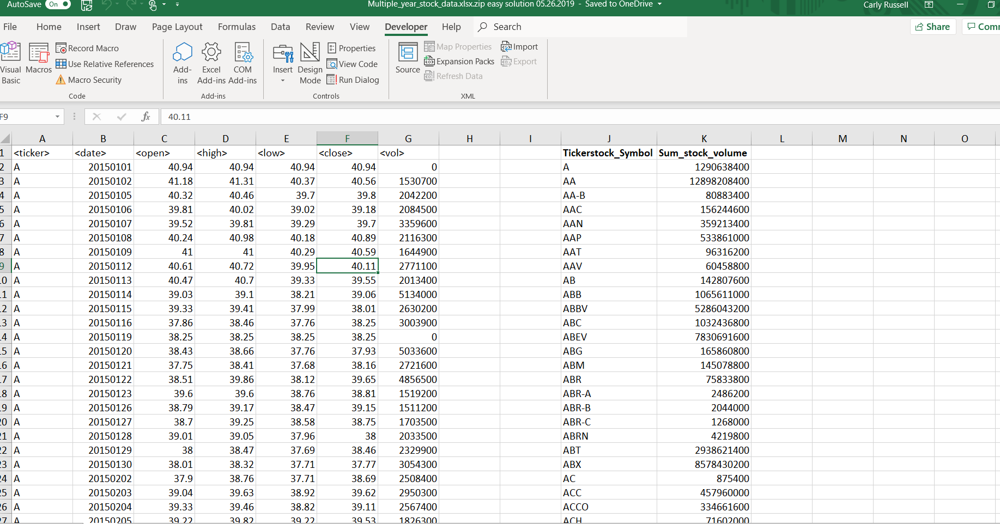 AutoSave On Multiple_year_stock_data.xlsx.zip easy solution 05.26.2019 - Saved to OneDrive Carly Russell
File Home Insert Draw Page Layout Formulas Data Review View Developer Help Search Share
Visual Basic
Macros
Record Macro
Use Relative References
Macro Security
Code
Add-ins
Excel Add-ins
COM Add-ins
Add-ins
Insert
Design Mode
Properties
View Code
Run Dialog
Controls
Source
Map Properties
Expansion Packs
Refresh Data
Import
Export
XML
F9 fx 40.11
A B C D E F G H I J K L M N O
1 <ticker> <date> <open> <high> <low> <close> <vol> Tickerstock_Symbol Sum_stock_volume
2 A 20150101 40.94 40.94 40.94 40.94 0 A 1290638400
3 A 20150102 41.18 41.31 40.37 40.56 1530700 AA 12898208400
4 A 20150105 40.32 40.46 39.7 39.8 2042200 AA-B 80883400
5 A 20150106 39.81 40.02 39.02 39.18 2084500 AAC 156244600
6 A 20150107 39.52 39.81 39.29 39.7 3359600 AAN 359213400
7 A 20150108 40.24 40.98 40.18 40.89 2116300 AAP 533861000
8 A 20150109 41 41 40.29 40.59 1644900 AAT 96316200
9 A 20150112 40.61 40.72 39.95 40.11 2771100 AAV 60458800
10 A 20150113 40.47 40.7 39.33 39.55 2013400 AB 142807600
11 A 20150114 39.03 39.1 38.21 39.06 5134000 ABB 1065611000
12 A 20150115 39.33 39.41 37.99 38.01 2630200 ABBV 5286043200
13 A 20150116 37.86 38.46 37.76 38.25 3003900 ABC 1032436800
14 A 20150119 38.25 38.25 38.25 38.25 0 ABEV 7830691600
15 A 20150120 38.43 38.66 37.76 37.93 5033600 ABG 165860800
16 A 20150121 37.75 38.41 37.68 38.16 2721600 ABM 145078800
17 A 20150122 38.51 39.86 38.12 39.65 4856500 ABR 75833800
18 A 20150123 39.6 39.6 38.76 38.81 1519200 ABR-A 2486200
19 A 20150126 38.79 39.17 38.47 39.15 1511200 ABR-B 2044000
20 A 20150127 38.7 39.25 38.58 38.75 1703500 ABR-C 1268000
21 A 20150128 39.01 39.05 37.96 38 2033500 ABRN 4219800
22 A 20150129 38 38.47 37.69 38.46 2329900 ABT 2938621400
23 A 20150130 38.01 38.32 37.71 37.77 3054300 ABX 8578430200
24 A 20150202 37.9 38.76 37.71 38.69 2508400 AC 875400
25 A 20150203 39.04 39.63 38.92 39.62 2950300 ACC 457960000
26 A 20150204 39.33 39.46 38.82 39.11 2567400 ACCO 334661600
27 A 20150205 39.22 39.82 39.22 39.53 1826300 ACH 71602000